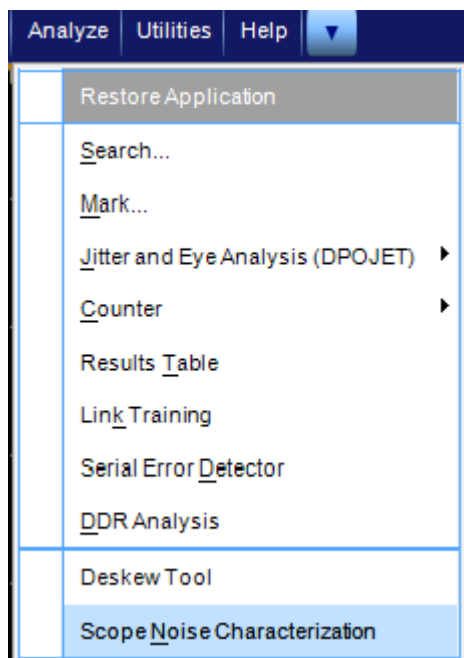 Analyze Utilities Help
Restore Application
Search...
Mark...
Jitter and Eye Analysis (DPOJET)
Counter
Results Table
Link Training
Serial Error Detector
DDR Analysis
Deskew Tool
Scope Noise Characterization